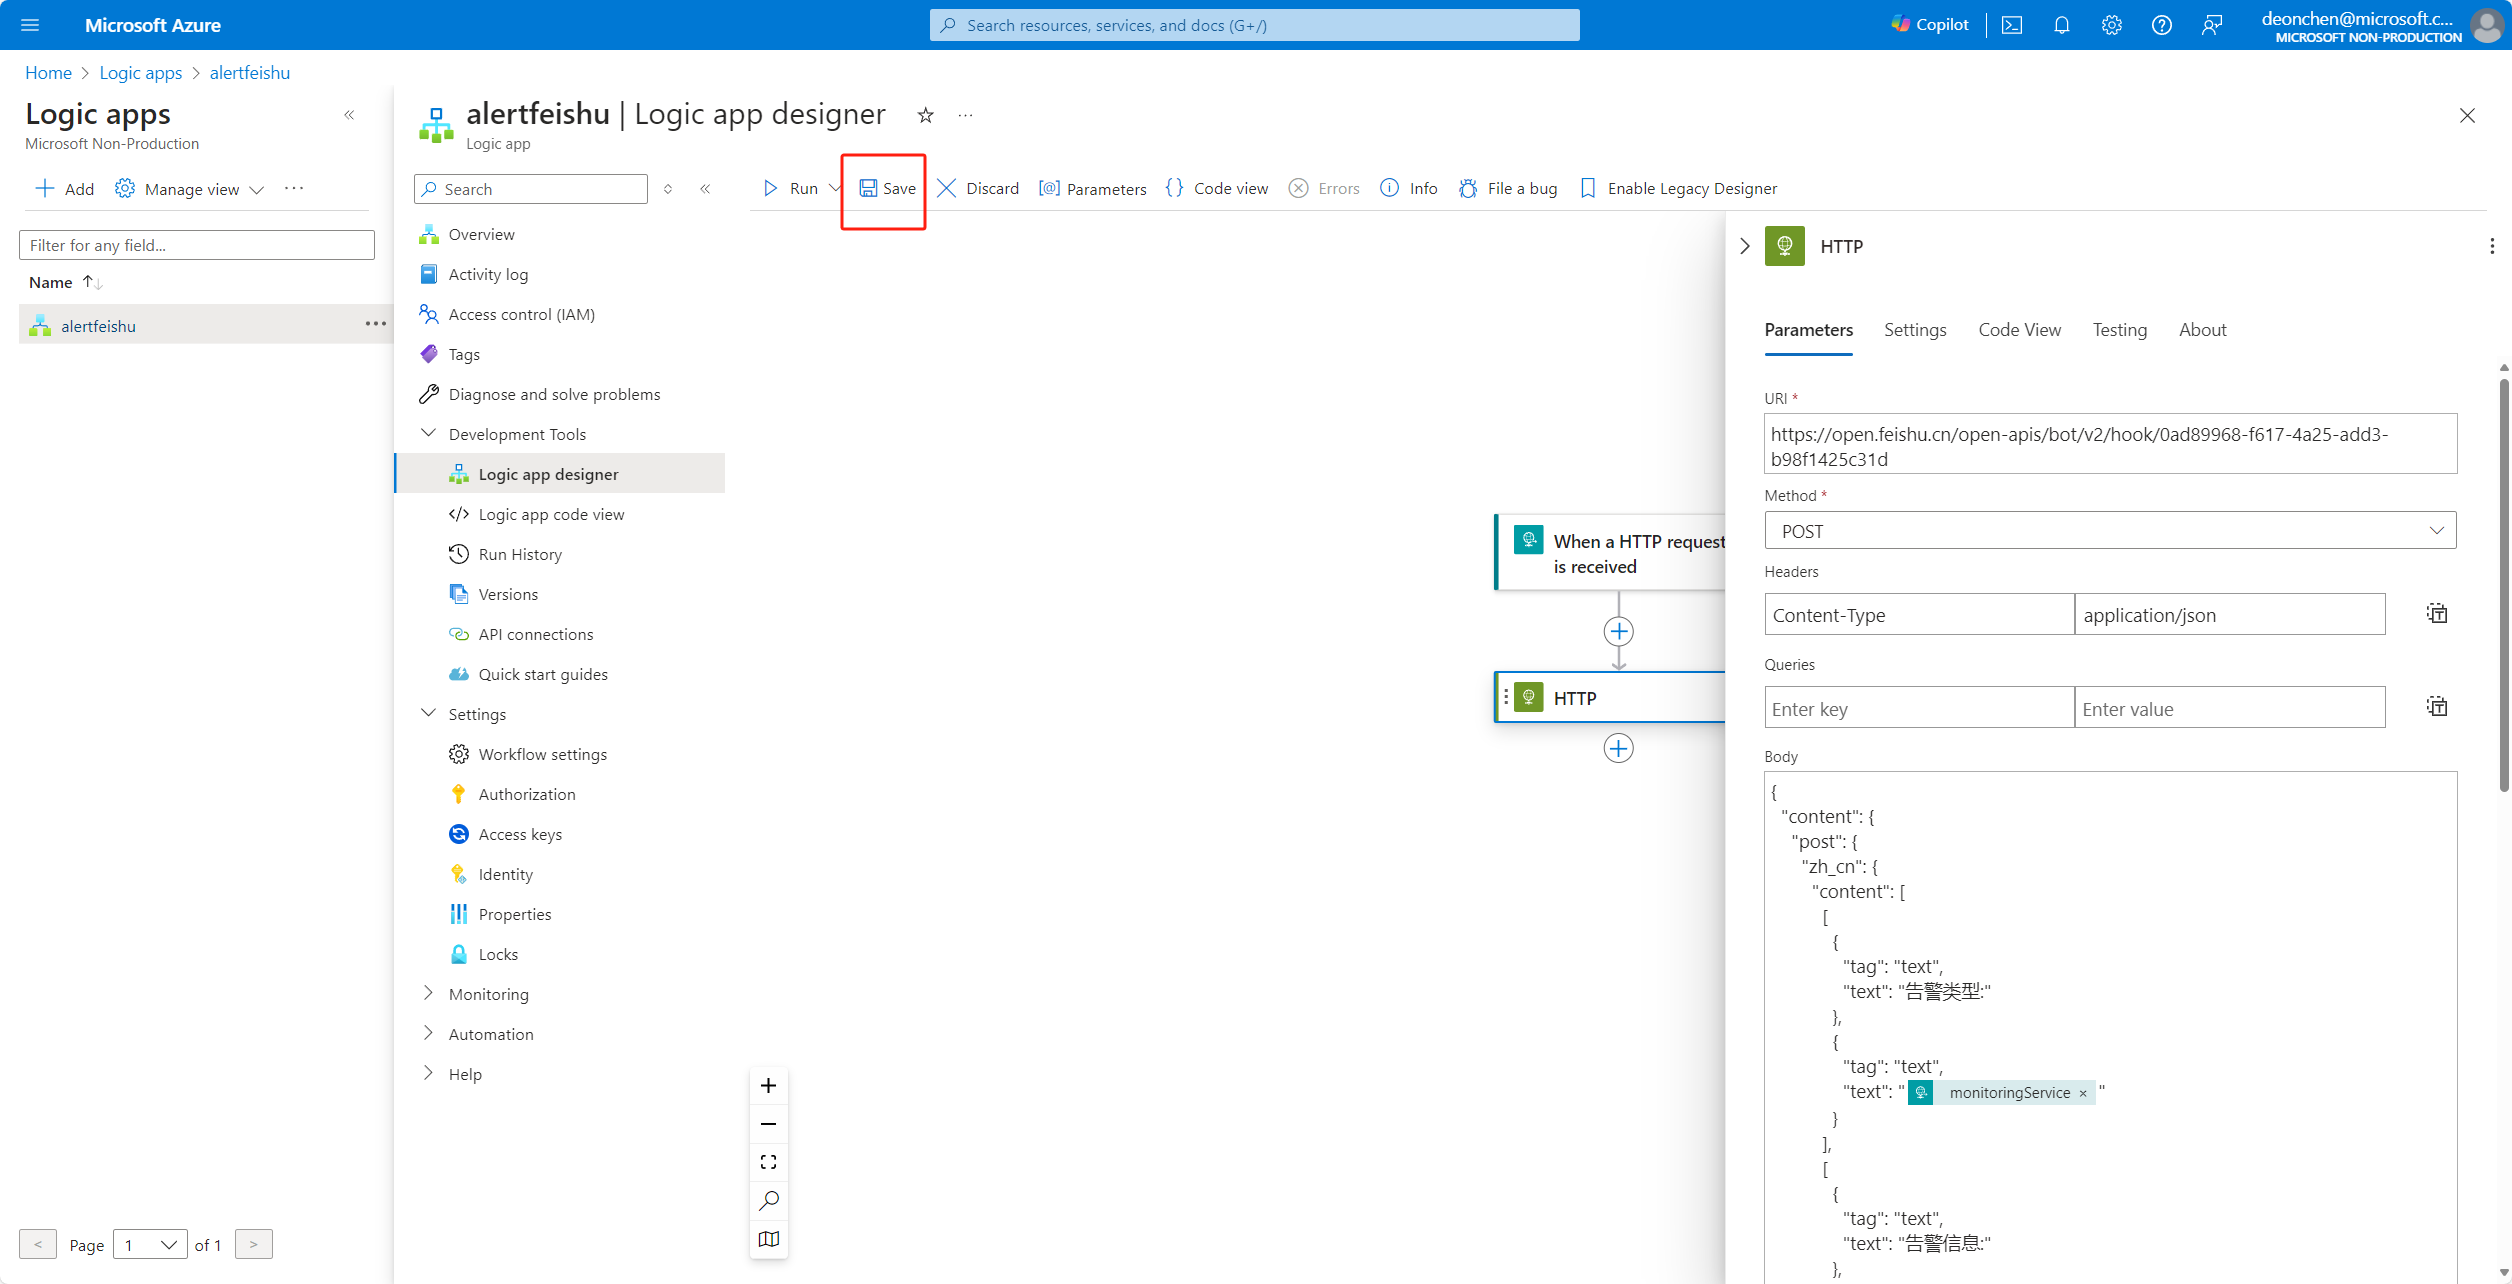 Microsoft Azure
Search resources, services, and docs (G+/)
Copilot
deonchen@microsoft.c...
MICROSOFT NON-PRODUCTION
Home > Logic apps > alertfeishu
Logic apps
Microsoft Non-Production
Add
Manage view
Filter for any field...
Name
alertfeishu
< Page 1 of 1 >
alertfeishu | Logic app designer
Logic app
Search
Overview
Activity log
Access control (IAM)
Tags
Diagnose and solve problems
Development Tools
Logic app designer
Logic app code view
Run History
Versions
API connections
Quick start guides
Settings
Workflow settings
Authorization
Access keys
Identity
Properties
Locks
Monitoring
Automation
Help
Run
Save
Discard
Parameters
Code view
Errors
Info
File a bug
Enable Legacy Designer
When a HTTP request
is received
HTTP
HTTP
Parameters
Settings
Code View
Testing
About
URI *
https://open.feishu.cn/open-apis/bot/v2/hook/0ad89968-f617-4a25-add3-
b98f1425c31d
Method *
POST
Headers
Content-Type
application/json
Queries
Enter key
Enter value
Body
{
"content": {
"post": {
"zh_cn": {
"content": [
[
{
"tag": "text",
"text": "告警类型:"
},
{
"tag": "text",
"text": " monitoringService × "
}
],
[
{
"tag": "text",
"text": "告警信息:"
},